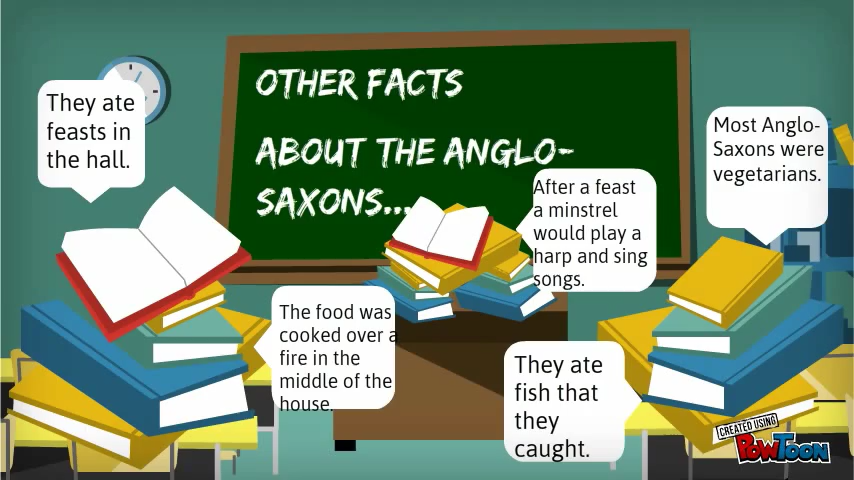 OTHER FACTS
ABOUT THE ANGLO-
SAXONS...
They ate
feasts in
the hall.
Most Anglo-
Saxons were
vegetarians.
After a feast
a minstrel
would play a
harp and sing
songs.
The food was
cooked over a
fire in the
middle of the
house.
They ate
fish that
they
caught.
CREATED USING
POWTOON